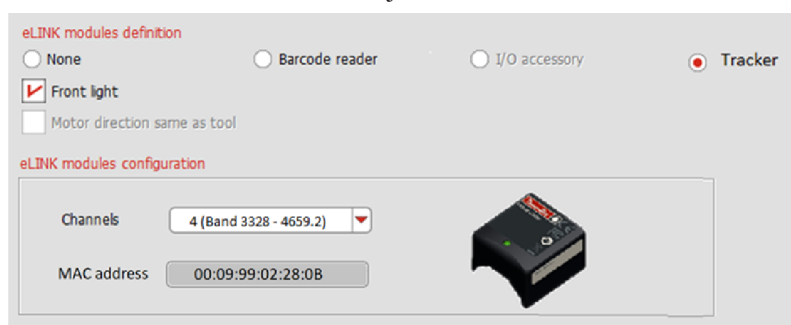 eLINK modules definition
None Barcode reader I/O accessory Tracker
Front light
Motor direction same as tool
eLINK modules configuration
Channels 4 (Band 3328 - 4659.2)
MAC address 00:09:99:02:28:0B